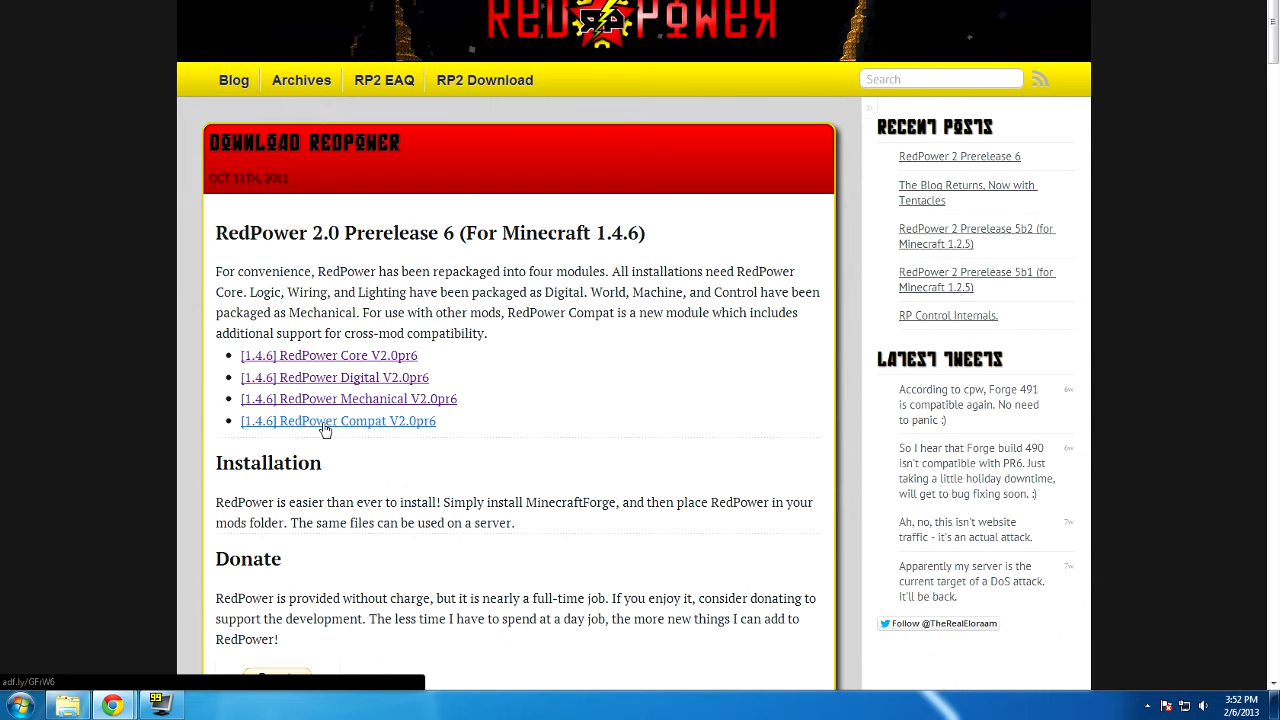 REDPOWER
RP
Blog
Archives
RP2 EAQ
RP2 Download
Search
»
DOWNLOAD REDPOWER
OCT 11TH, 2011
RedPower 2.0 Prerelease 6 (For Minecraft 1.4.6)
For convenience, RedPower has been repackaged into four modules. All installations need RedPower
Core. Logic, Wiring, and Lighting have been packaged as Digital. World, Machine, and Control have been
packaged as Mechanical. For use with other mods, RedPower Compat is a new module which includes
additional support for cross-mod compatibility.
• [1.4.6] RedPower Core V2.0pr6
• [1.4.6] RedPower Digital V2.0pr6
• [1.4.6] RedPower Mechanical V2.0pr6
• [1.4.6] RedPower Compat V2.0pr6
Installation
RedPower is easier than ever to install! Simply install MinecraftForge, and then place RedPower in your
mods folder. The same files can be used on a server.
Donate
RedPower is provided without charge, but it is nearly a full-time job. If you enjoy it, consider donating to
support the development. The less time I have to spend at a day job, the more new things I can add to
RedPower!
RECENT POSTS
RedPower 2 Prerelease 6
The Blog Returns, Now with
Tentacles
RedPower 2 Prerelease 5b2 (for
Minecraft 1.2.5)
RedPower 2 Prerelease 5b1 (for
Minecraft 1.2.5)
RP Control Internals.
LATEST TWEETS
According to cpw, Forge 491 6w
is compatible again. No need
to panic :)
So I hear that Forge build 490 6w
isn't compatible with PR6. Just
taking a little holiday downtime,
will get to bug fixing soon. :)
Ah, no, this isn't website 7w
traffic - it's an actual attack.
Apparently my server is the 7w
current target of a DoS attack.
It'll be back.
Follow @TheRealEloraam
adf.ly/GFrW6
99
3:52 PM
2/6/2013